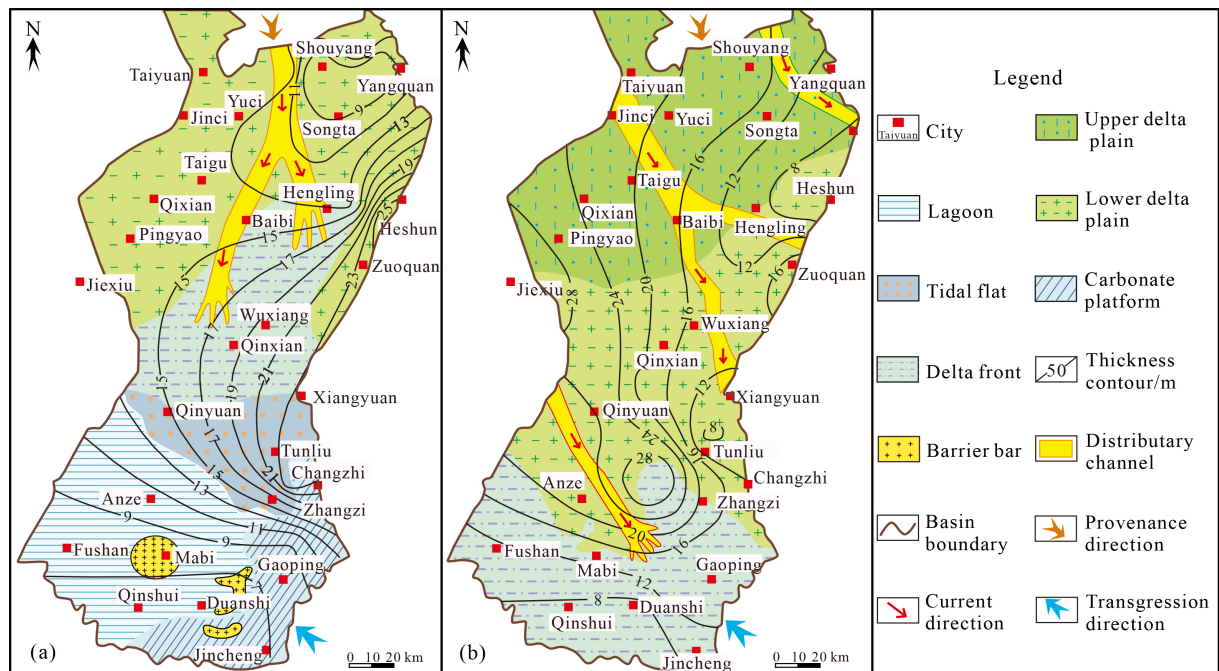 N
Shouyang
Taiyuan
Yangquan
11
9
Yuci
Jinci
Songta
13
Taigu
19
Hengling
Qixian
25
Baibi
Pingyao
15
Heshun
17
Zuoquan
Jiexiu
15
23
Wuxiang
17
Qinxian
19
21
15
Xiangyuan
Qinyuan
17
Tunliu
15
21
Changzhi
13
Anze
Zhangzi
9
11
9
Fushan
Mabi
Gaoping
7
Qinshui
Duanshi
(a)
Jincheng
0 10 20 km
N
Shouyang
Taiyuan
Yangquan
Jinci
Yuci
Songta
16
12
8
Taigu
Heshun
Qixian
Baibi
Hengling
Pingyao
12
16
Zuoquan
Jiexiu
28
24
20
16
Wuxiang
Qinxian
12
Xiangyuan
Qinyuan
8
24
16
Tunliu
28
Changzhi
Anze
Zhangzi
20
16
Fushan
Mabi
Gaoping
12
8
Duanshi
Qinshui
(b)
Jincheng
0 10 20 km
Legend
Taiyuan
City
Upper delta
plain
Lagoon
Lower delta
plain
Tidal flat
Carbonate
platform
Delta front
50
Thickness
contour/m
Barrier bar
Distributary
channel
Basin
boundary
Provenance
direction
Current
direction
Transgression
direction